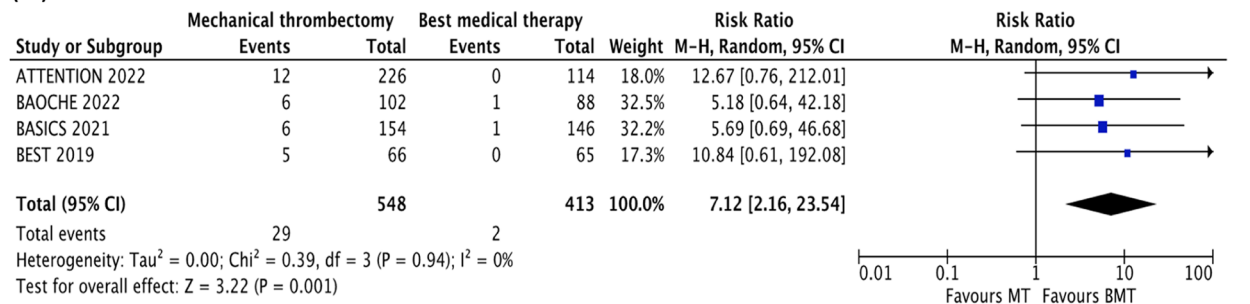 Mechanical thrombectomy Best medical therapy Risk Ratio Risk Ratio
Study or Subgroup Events Total Events Total Weight M-H, Random, 95% CI M-H, Random, 95% CI
ATTENTION 2022 12 226 0 114 18.0% 12.67 [0.76, 212.01]
BAOCHE 2022 6 102 1 88 32.5% 5.18 [0.64, 42.18]
BASICS 2021 6 154 1 146 32.2% 5.69 [0.69, 46.68]
BEST 2019 5 66 0 65 17.3% 10.84 [0.61, 192.08]
Total (95% CI) 548 413 100.0% 7.12 [2.16, 23.54]
Total events 29 2
Heterogeneity: Tau² = 0.00; Chi² = 0.39, df = 3 (P = 0.94); I² = 0%
Test for overall effect: Z = 3.22 (P = 0.001)
0.01 0.1 1 10 100
Favours MT Favours BMT